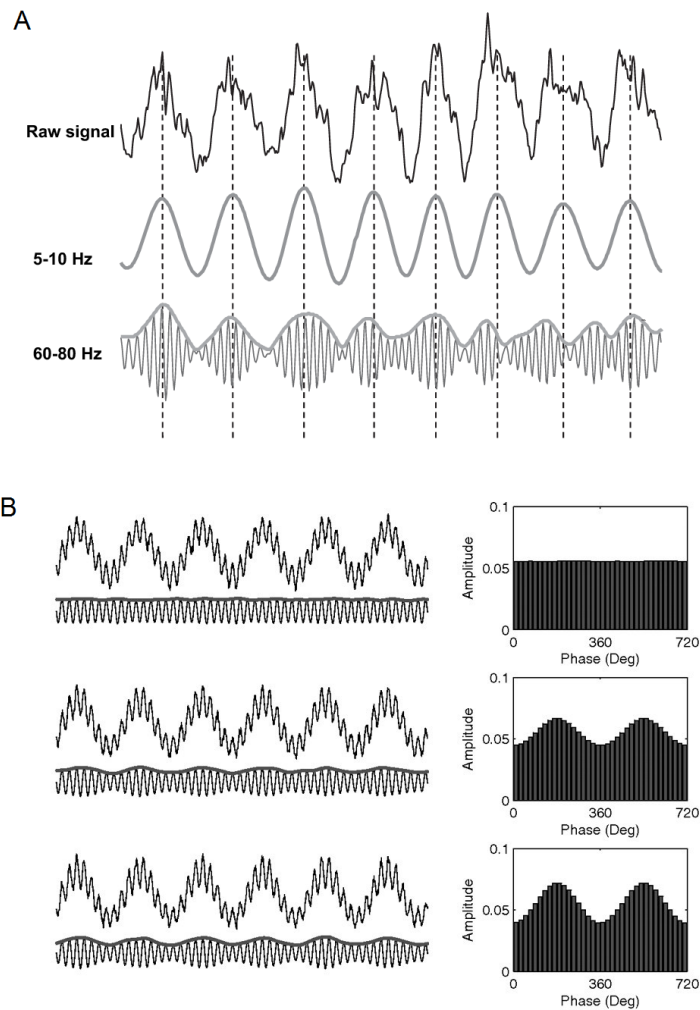 A
Raw signal
5-10 Hz
60-80 Hz
B
0.1
0.05
0
Amplitude
0 360 720
Phase (Deg)
0.1
0.05
0
Amplitude
0 360 720
Phase (Deg)
0.1
0.05
0
Amplitude
0 360 720
Phase (Deg)